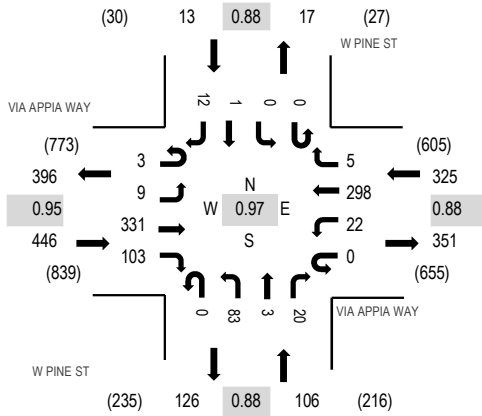 (30) 13 0.88 17 (27)
W PINE ST
VIA APPIA WAY
12 1 0 0
(773) (605)
3 5
396 325
9 N 298
0.95 W 0.97 E 0.88
331 S 22
446 351
103 0
(839) (655)
0 83 3 20
VIA APPIA WAY
W PINE ST
(235) 126 0.88 106 (216)